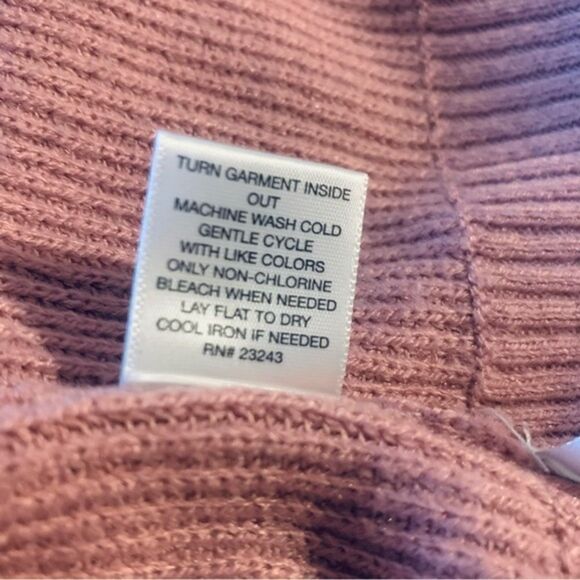 TURN GARMENT INSIDE
OUT
MACHINE WASH COLD
GENTLE CYCLE
WITH LIKE COLORS
ONLY NON-CHLORINE
BLEACH WHEN NEEDED
LAY FLAT TO DRY
COOL IRON IF NEEDED
RN# 23243